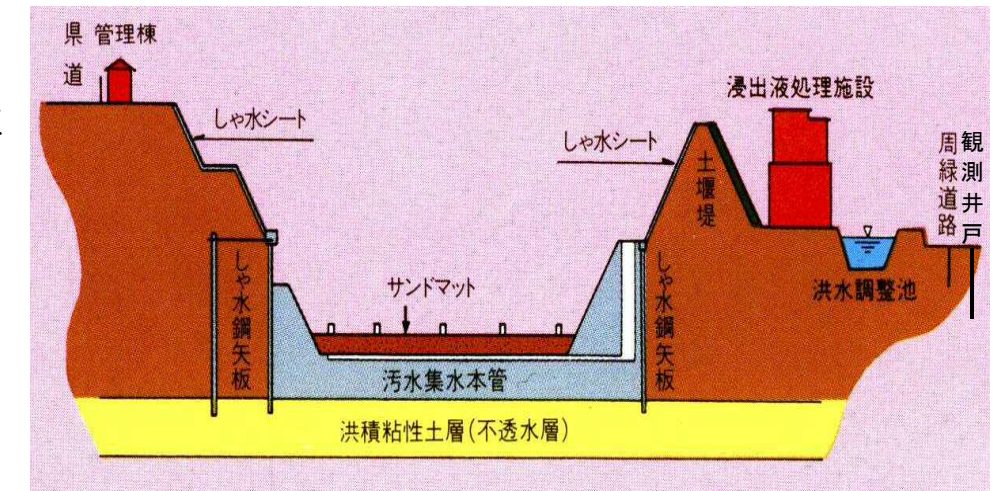 県道
管理棟
しゃ水シート
しゃ水シート
浸出液処理施設
土堰堤
周緑道路
観測井戸
しゃ水鋼矢板
サンドマット
しゃ水鋼矢板
洪水調整池
汚水集水本管
洪積粘性土層(不透水層)